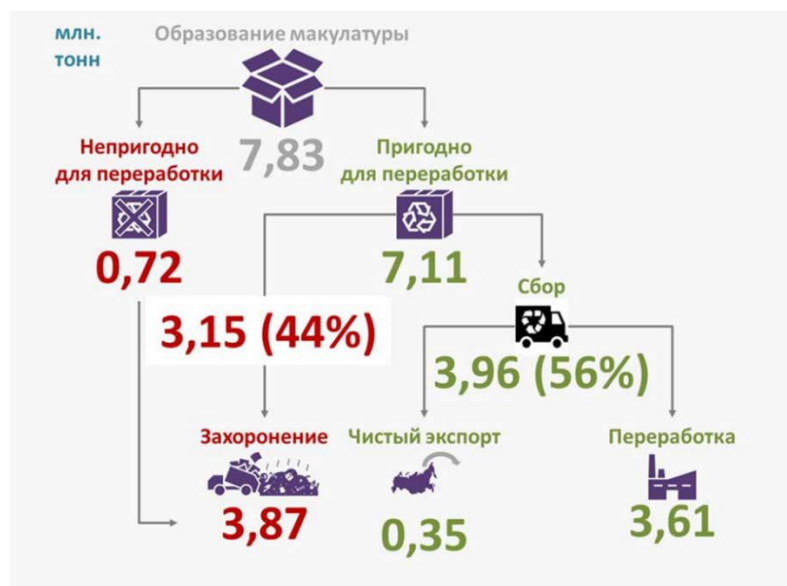 млн.
тонн
Образование макулатуры
7,83
Непригодно
для переработки
0,72
Пригодно
для переработки
7,11
3,15 (44%)
Сбор
3,96 (56%)
Захоронение
3,87
Чистый экспорт
0,35
Переработка
3,61